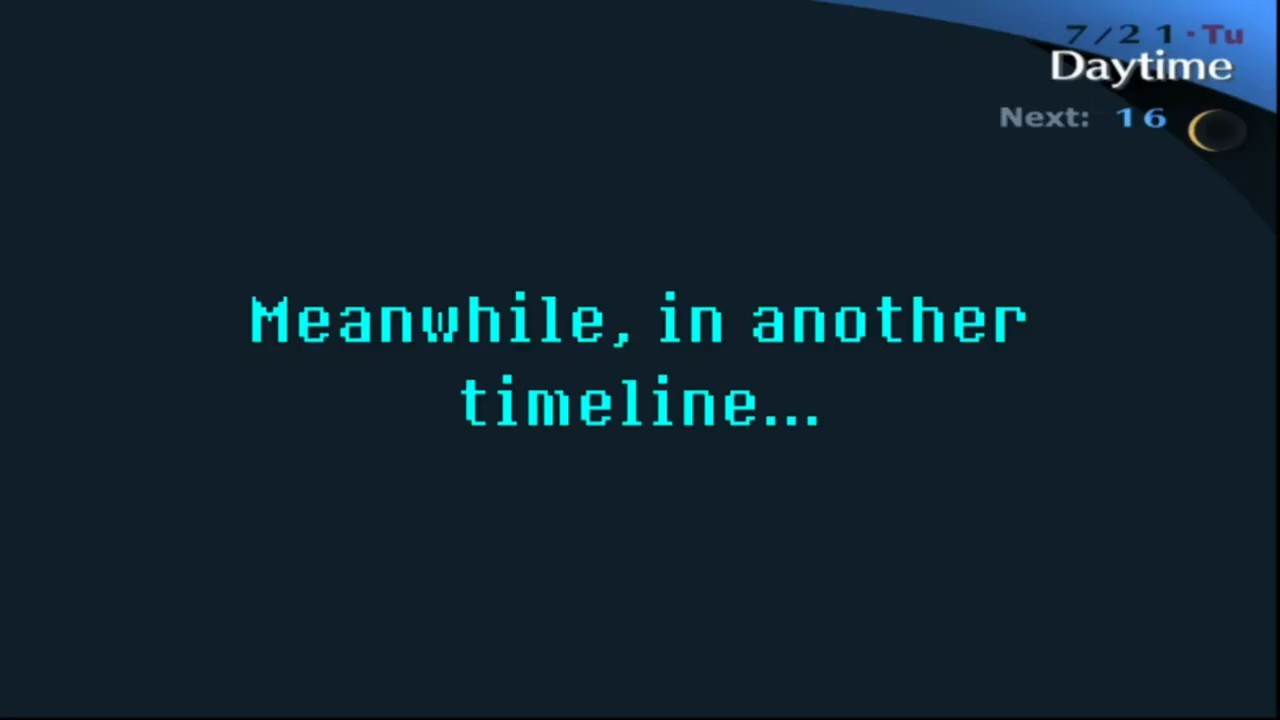 7/21·Tu
Daytime
Next: 16
Meanwhile, in another
timeline...